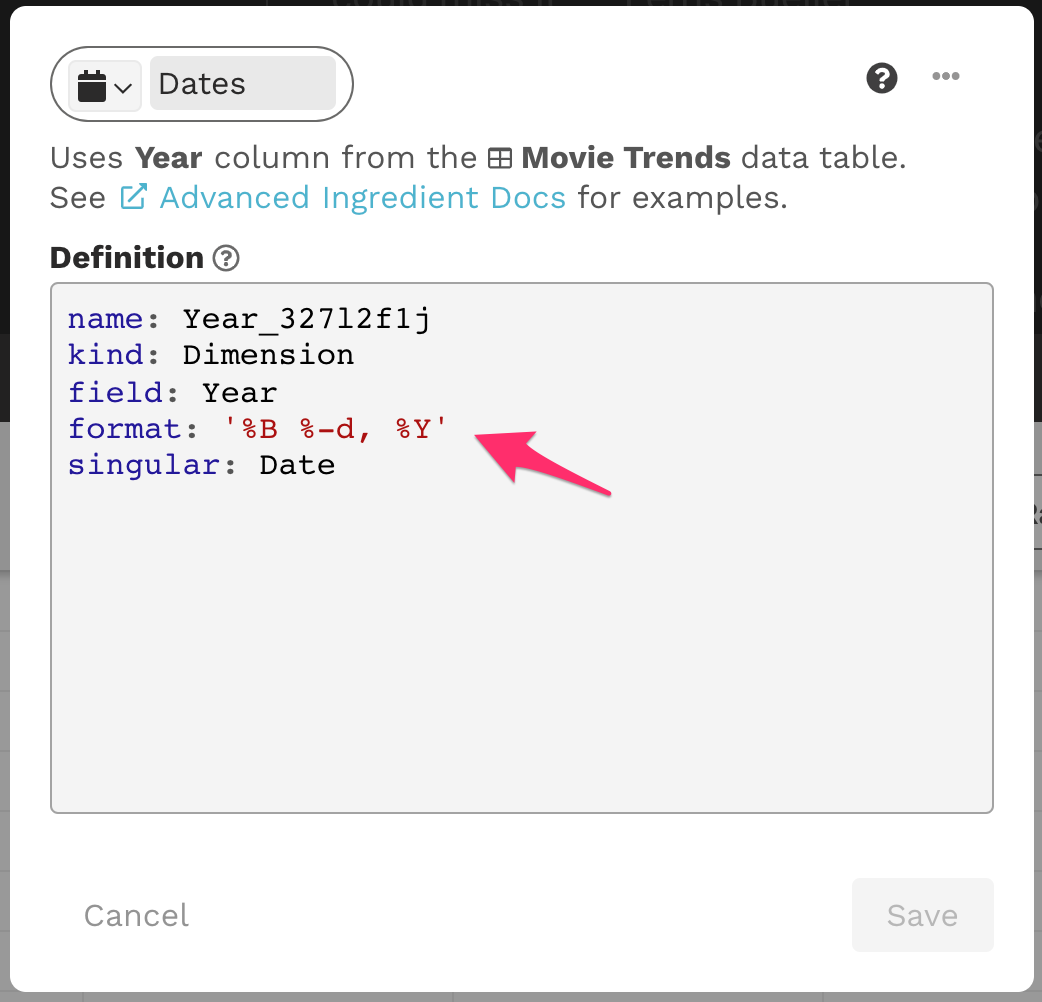 Dates
Uses Year column from the Movie Trends data table.
See Advanced Ingredient Docs for examples.
Definition
name: Year_327l2f1j
kind: Dimension
field: Year
format: '%B %-d, %Y'
singular: Date
Cancel
Save